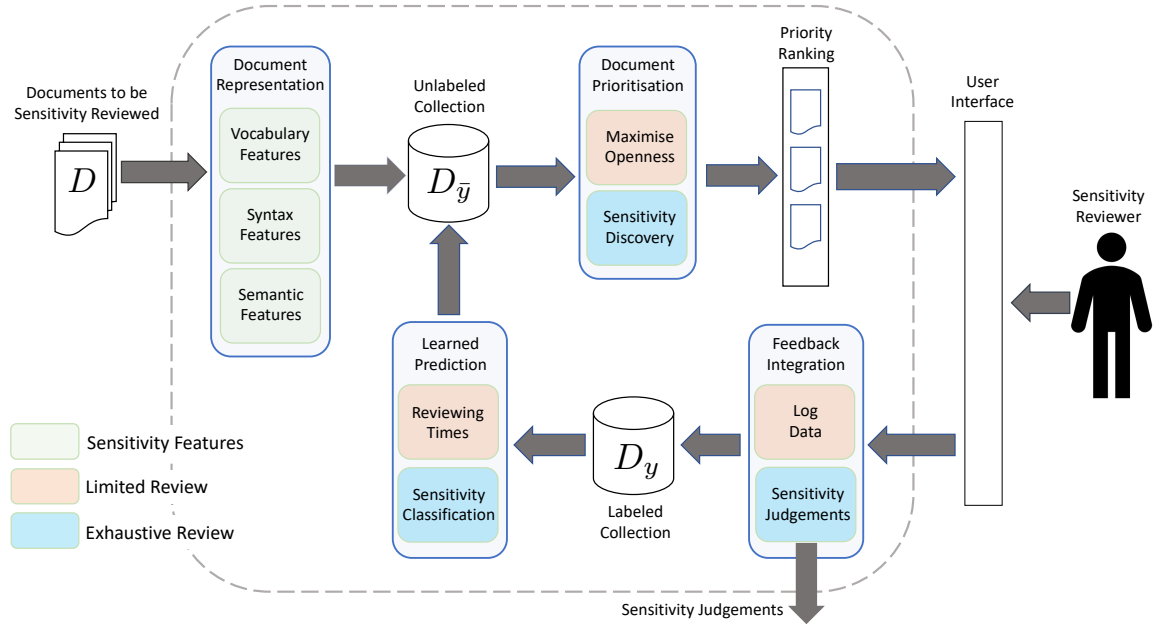 Documents to be
Sensitivity Reviewed
D
Document
Representation
Vocabulary
Features
Syntax
Features
Semantic
Features
Unlabeled
Collection
Dȳ
Document
Prioritisation
Maximise
Openness
Sensitivity
Discovery
Priority
Ranking
User
Interface
Sensitivity
Reviewer
Learned
Prediction
Reviewing
Times
Sensitivity
Classification
Dy
Labeled
Collection
Feedback
Integration
Log
Data
Sensitivity
Judgements
Sensitivity Judgements
Sensitivity Features
Limited Review
Exhaustive Review